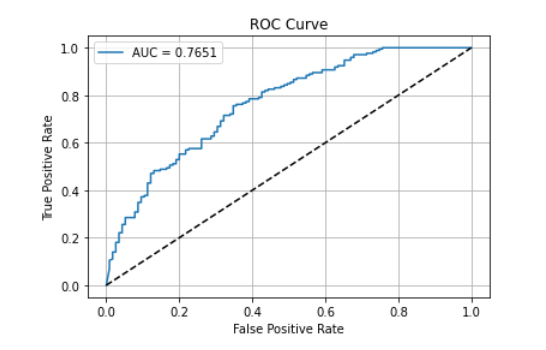 ROC Curve
AUC = 0.7651
1.0
0.8
0.6
0.4
0.2
0.0
True Positive Rate
0.0 0.2 0.4 0.6 0.8 1.0
False Positive Rate